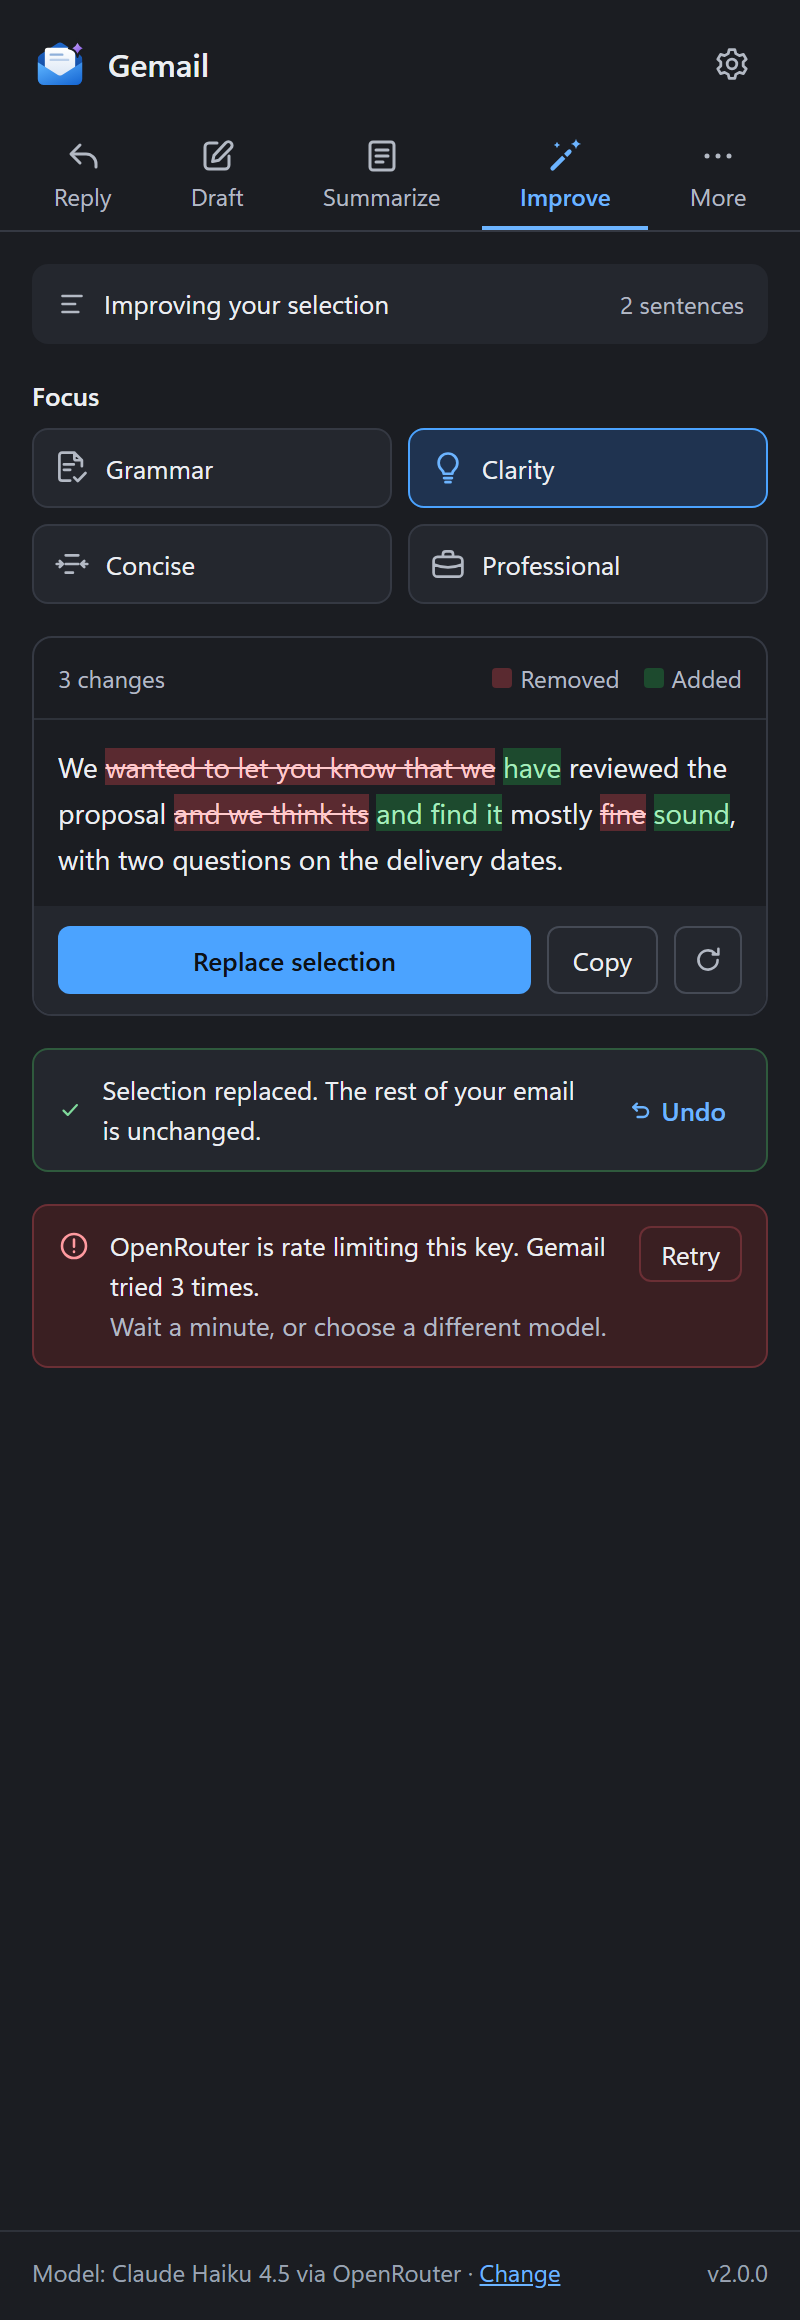 Gemail
Reply Draft Summarize Improve More
Improving your selection 2 sentences
Focus
Grammar Clarity
Concise Professional
3 changes Removed Added
We wanted to let you know that we have reviewed the
proposal and we think its and find it mostly fine sound,
with two questions on the delivery dates.
Replace selection Copy
Selection replaced. The rest of your email
is unchanged.
Undo
OpenRouter is rate limiting this key. Gemail
tried 3 times.
Wait a minute, or choose a different model.
Retry
Model: Claude Haiku 4.5 via OpenRouter · Change v2.0.0